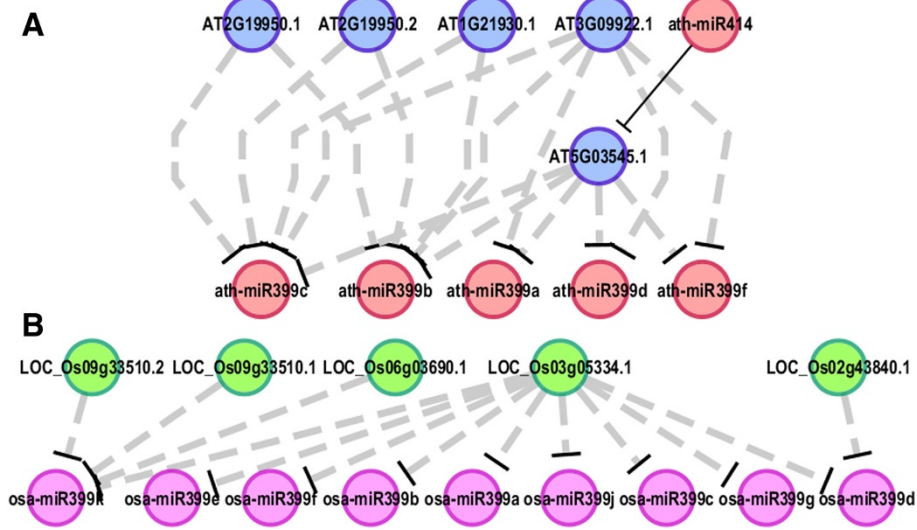 A
AT2G19950.1 AT2G19950.2 AT1G21930.1 AT3G09922.1 ath-miR414
AT5G03545.1
ath-miR399c ath-miR399b ath-miR399a ath-miR399d ath-miR399f
B
LOC_Os09g33510.2 LOC_Os09g33510.1 LOC_Os06g03690.1 LOC_Os03g05334.1 LOC_Os02g43840.1
osa-miR399k osa-miR399e osa-miR399f osa-miR399b osa-miR399a osa-miR399j osa-miR399c osa-miR399g osa-miR399d